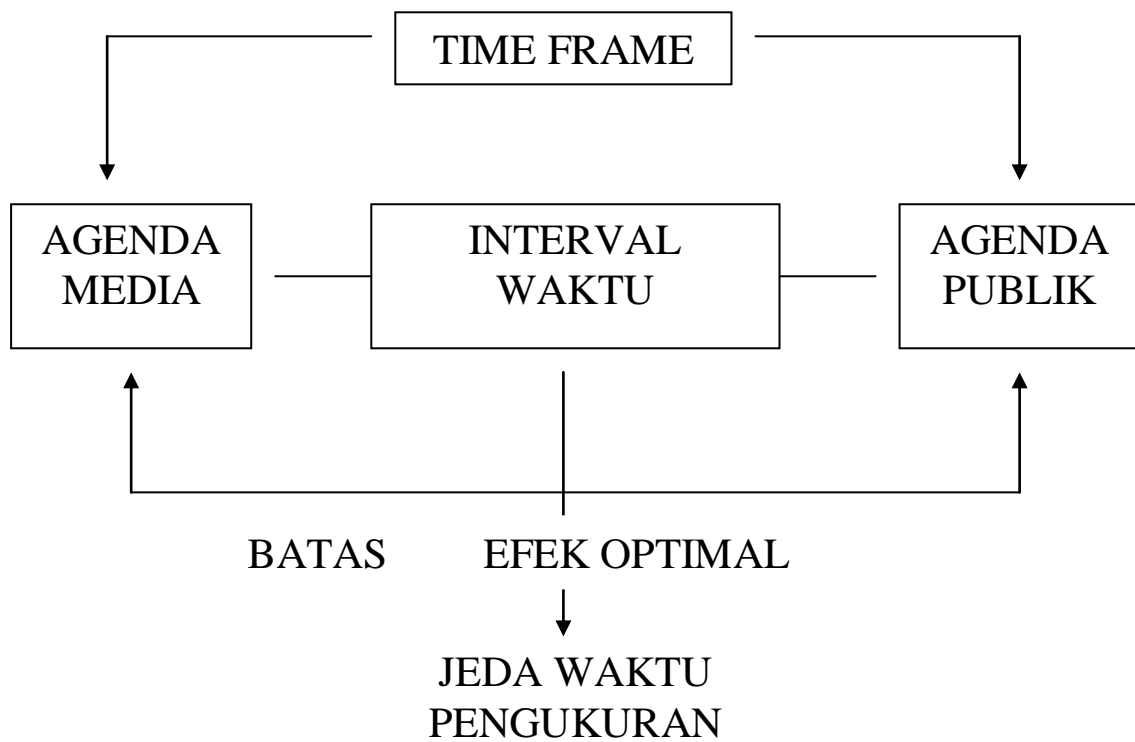 TIME FRAME
AGENDA
MEDIA
INTERVAL
WAKTU
AGENDA
PUBLIK
BATAS EFEK OPTIMAL
JEDA WAKTU
PENGUKURAN